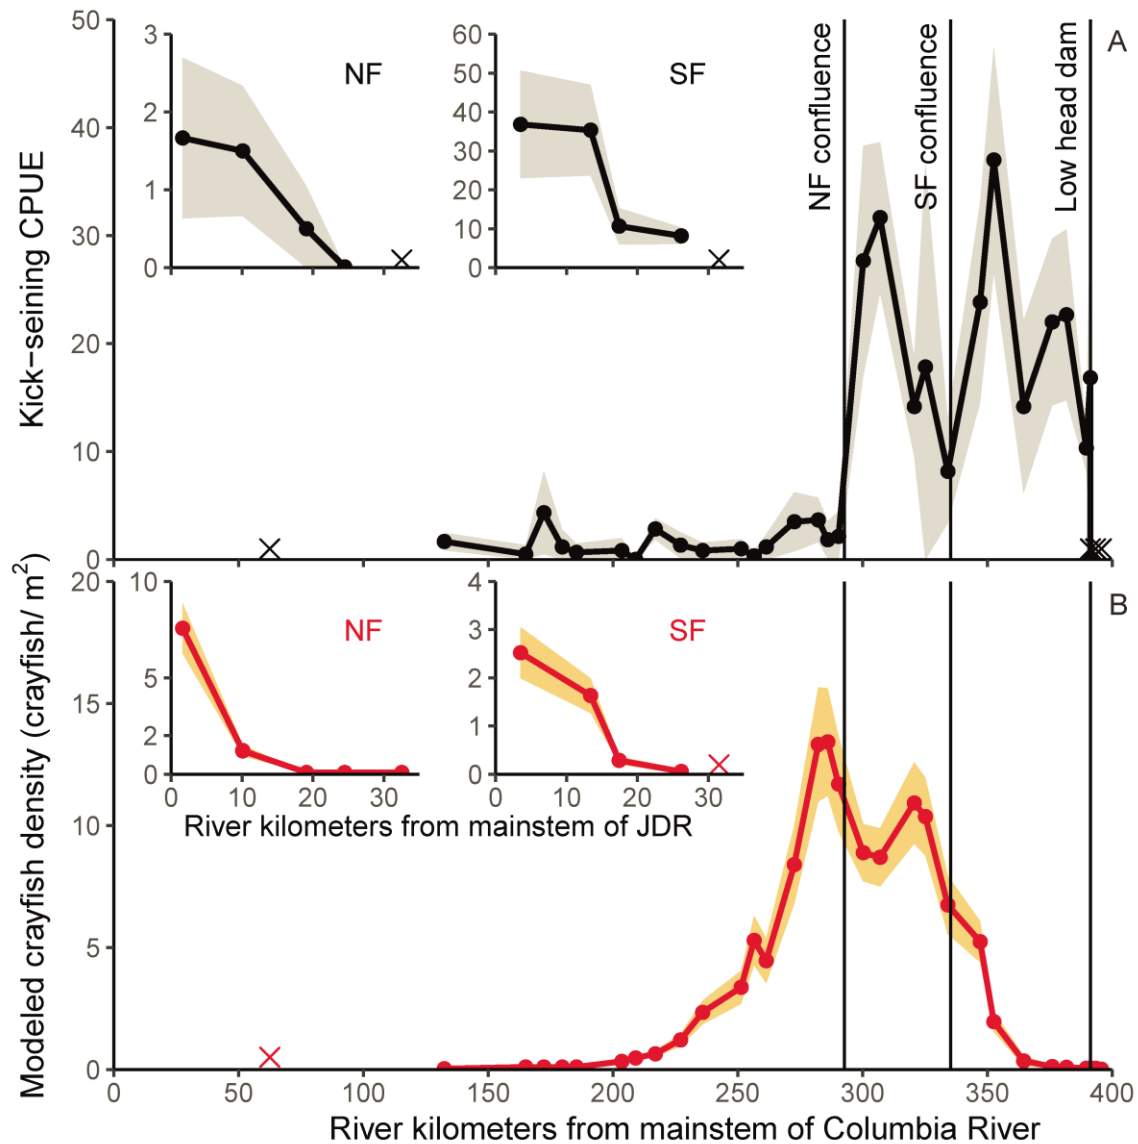 50
40
30
20
10
0
Kick−seining CPUE
3
2
1
0
NF
60
50
40
30
20
10
0
SF
NF confluence
SF confluence
Low head dam
A
20
15
10
5
0
Modeled crayfish density (crayfish/ m²)
10
5
2
0
NF
0 10 20 30
4
3
2
1
0
SF
0 10 20 30
River kilometers from mainstem of JDR
B
0 50 100 150 200 250 300 350 400
River kilometers from mainstem of Columbia River